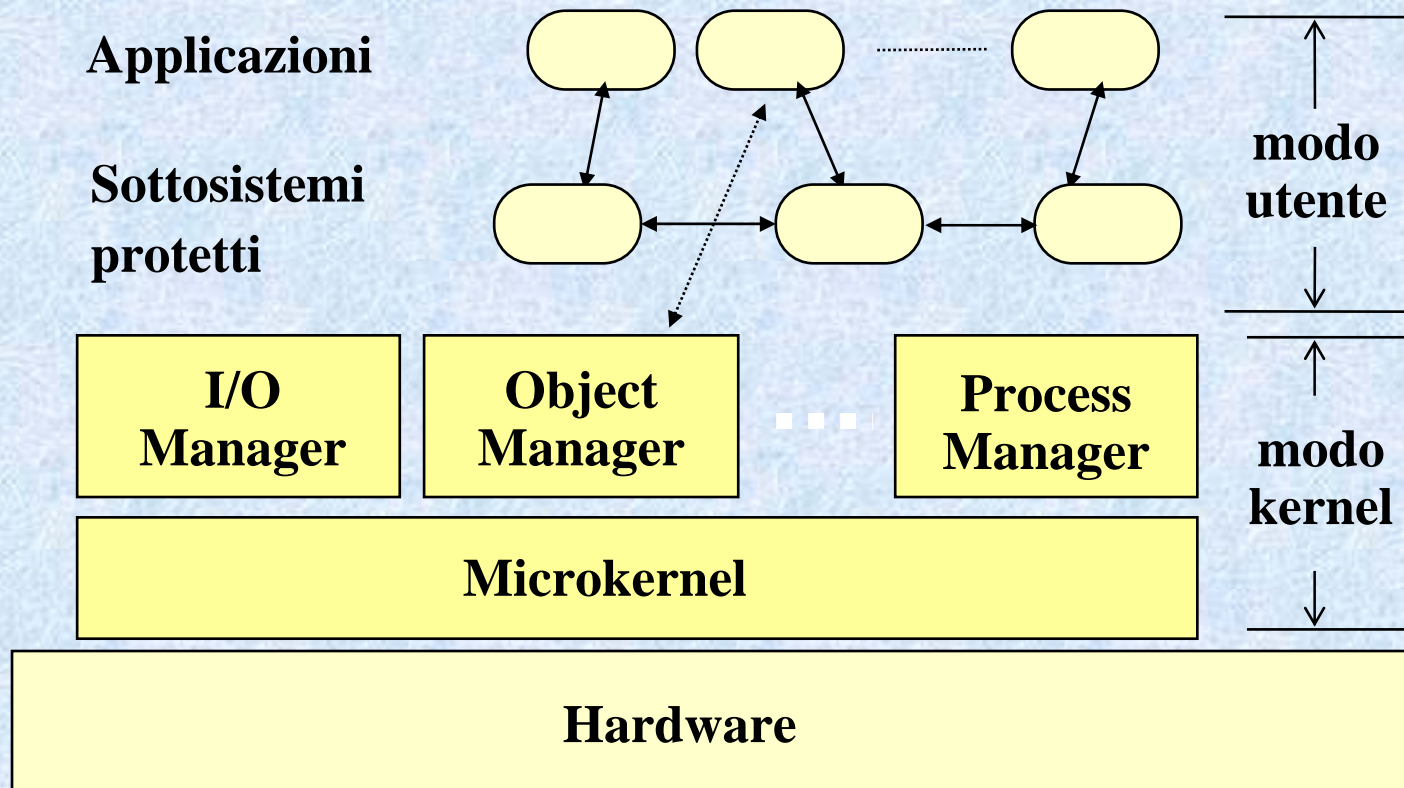 Applicazioni
Sottosistemi
protetti
modo
utente
I/O
Manager
Object
Manager
Process
Manager
modo
kernel
Microkernel
Hardware